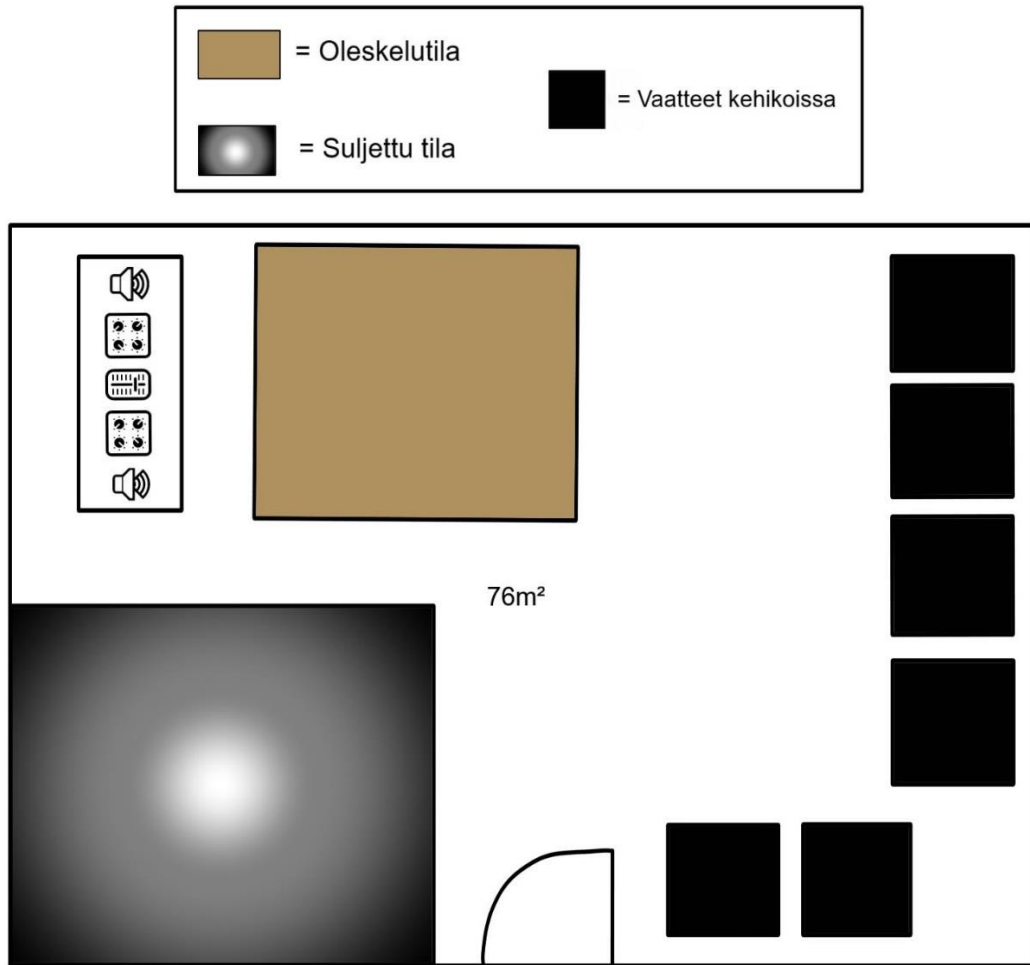 = Oleskelutila
= Vaatteet kehikoissa
= Suljettu tila
76m²